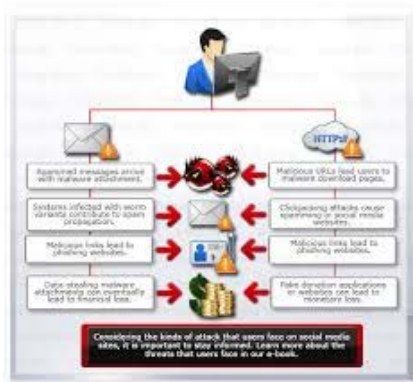 HTTP://
Spammed messages arrive
with malware attachment.
Malicious URLs lead users to
malware download pages.
Systems infected with worm
variants contribute to spam
propagation.
Clickjacking attacks cause
spamming in social media
websites.
Malicious links lead to
phishing websites.
Malicious links lead to
phishing websites.
Data-stealing malware
attachments can eventually
lead to financial loss.
Fake donation applications
or websites can lead to
monetary loss.
Considering the kinds of attack that users face on social media
sites, it is important to stay informed. Learn more about the
threats that users face in our e-book.